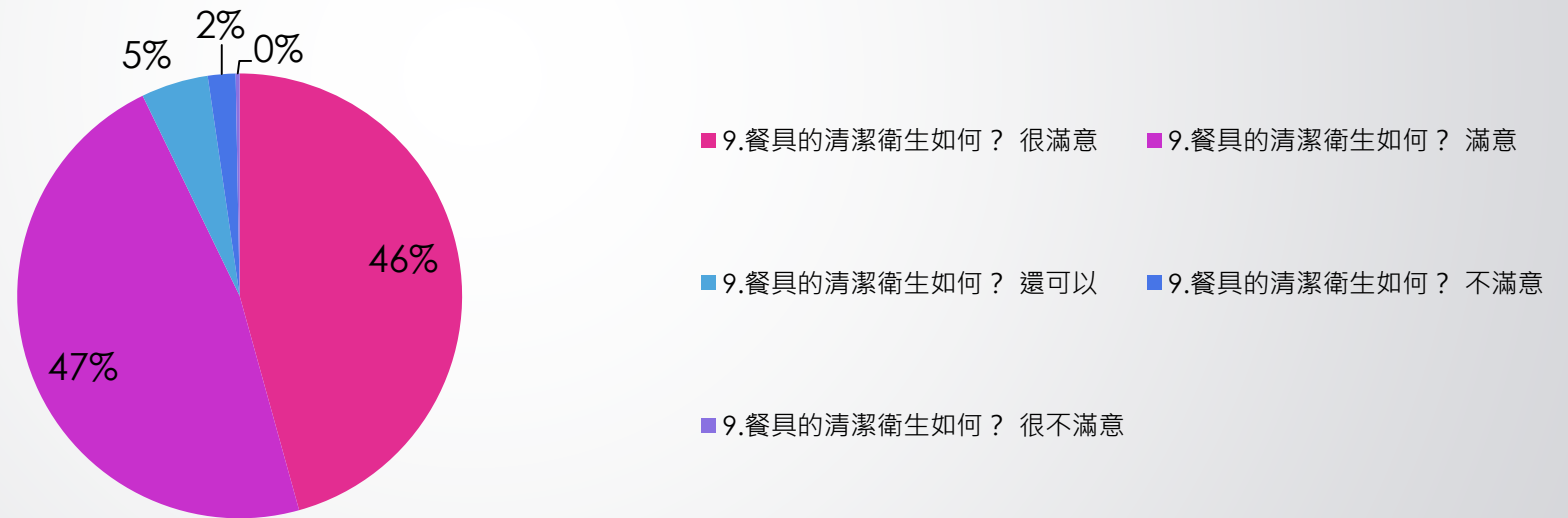 2%
0%
5%
46%
47%
9.餐具的清潔衛生如何？ 很滿意
9.餐具的清潔衛生如何？ 滿意
9.餐具的清潔衛生如何？ 還可以
9.餐具的清潔衛生如何？ 不滿意
9.餐具的清潔衛生如何？ 很不滿意